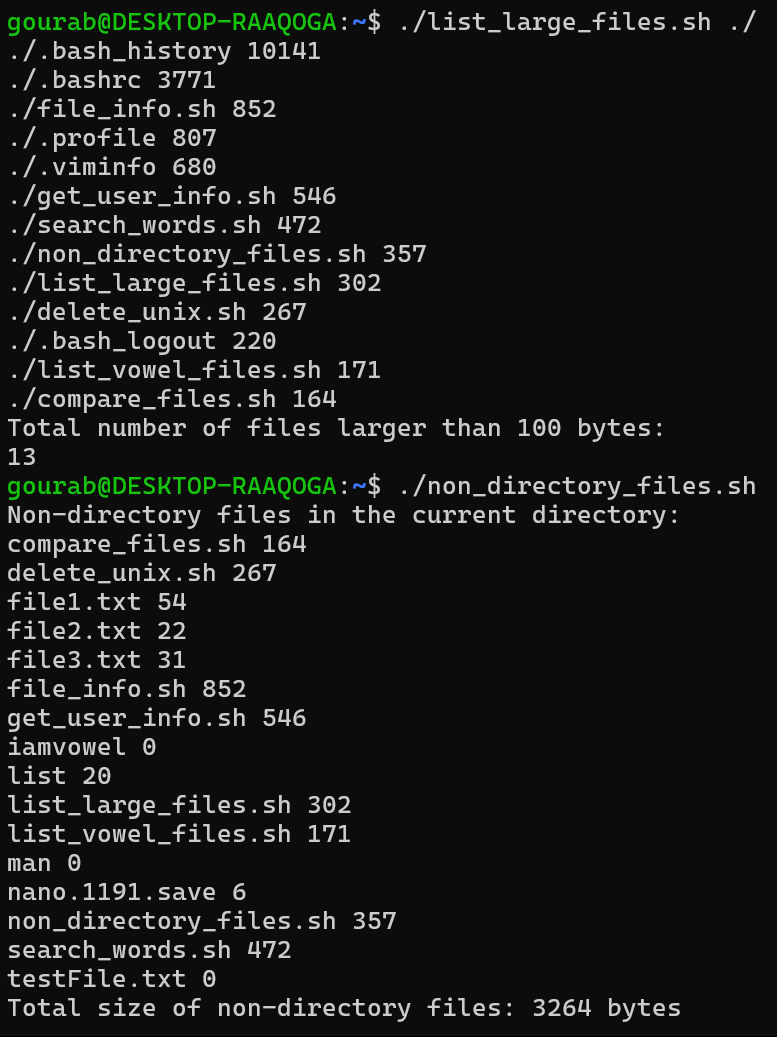 gourab@DESKTOP-RAAQOGA:~$ ./list_large_files.sh ./
./.bash_history 10141
./.bashrc 3771
./file_info.sh 852
./.profile 807
./.viminfo 680
./get_user_info.sh 546
./search_words.sh 472
./non_directory_files.sh 357
./list_large_files.sh 302
./delete_unix.sh 267
./.bash_logout 220
./list_vowel_files.sh 171
./compare_files.sh 164
Total number of files larger than 100 bytes:
13
gourab@DESKTOP-RAAQOGA:~$ ./non_directory_files.sh
Non-directory files in the current directory:
compare_files.sh 164
delete_unix.sh 267
file1.txt 54
file2.txt 22
file3.txt 31
file_info.sh 852
get_user_info.sh 546
iamvowel 0
list 20
list_large_files.sh 302
list_vowel_files.sh 171
man 0
nano.1191.save 6
non_directory_files.sh 357
search_words.sh 472
testFile.txt 0
Total size of non-directory files: 3264 bytes